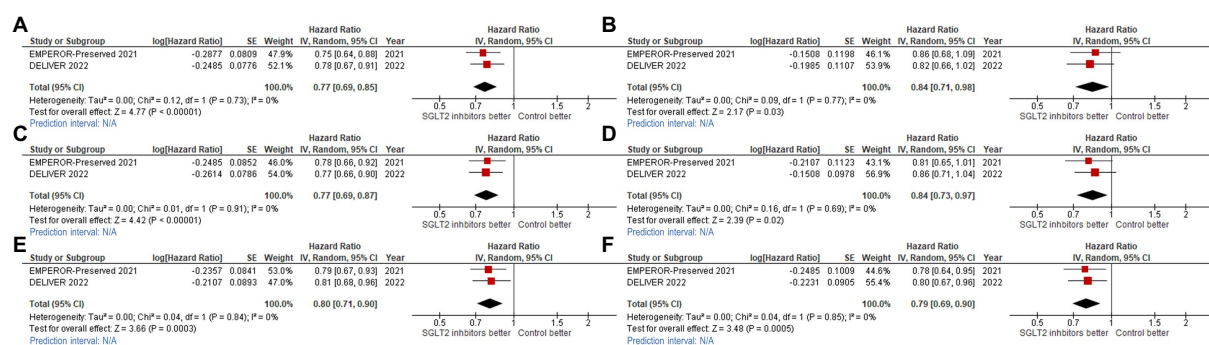 A
Hazard Ratio Hazard Ratio
Study or Subgroup log[Hazard Ratio] SE Weight IV, Random, 95% CI Year IV, Random, 95% CI
EMPEROR-Preserved 2021 -0.2877 0.0809 47.9% 0.75 [0.64, 0.88] 2021
DELIVER 2022 -0.2485 0.0776 52.1% 0.78 [0.67, 0.91] 2022
Total (95% CI) 100.0% 0.77 [0.69, 0.85]
Heterogeneity: Tau² = 0.00; Chi² = 0.12, df = 1 (P = 0.73); I² = 0%
Test for overall effect: Z = 4.77 (P < 0.00001)
Prediction interval: N/A
0.5 0.7 1 1.5 2
SGLT2 inhibitors better Control better
B
Hazard Ratio Hazard Ratio
Study or Subgroup log[Hazard Ratio] SE Weight IV, Random, 95% CI Year IV, Random, 95% CI
EMPEROR-Preserved 2021 -0.1508 0.1198 46.1% 0.86 [0.68, 1.09] 2021
DELIVER 2022 -0.1985 0.1107 53.9% 0.82 [0.66, 1.02] 2022
Total (95% CI) 100.0% 0.84 [0.71, 0.98]
Heterogeneity: Tau² = 0.00; Chi² = 0.09, df = 1 (P = 0.77); I² = 0%
Test for overall effect: Z = 2.17 (P = 0.03)
Prediction interval: N/A
0.5 0.7 1 1.5 2
SGLT2 inhibitors better Control better
C
Hazard Ratio Hazard Ratio
Study or Subgroup log[Hazard Ratio] SE Weight IV, Random, 95% CI Year IV, Random, 95% CI
EMPEROR-Preserved 2021 -0.2485 0.0852 46.0% 0.78 [0.66, 0.92] 2021
DELIVER 2022 -0.2614 0.0786 54.0% 0.77 [0.66, 0.90] 2022
Total (95% CI) 100.0% 0.77 [0.69, 0.87]
Heterogeneity: Tau² = 0.00; Chi² = 0.01, df = 1 (P = 0.91); I² = 0%
Test for overall effect: Z = 4.42 (P < 0.00001)
Prediction interval: N/A
0.5 0.7 1 1.5 2
SGLT2 inhibitors better Control better
D
Hazard Ratio Hazard Ratio
Study or Subgroup log[Hazard Ratio] SE Weight IV, Random, 95% CI Year IV, Random, 95% CI
EMPEROR-Preserved 2021 -0.2107 0.1123 43.1% 0.81 [0.65, 1.01] 2021
DELIVER 2022 -0.1508 0.0978 56.9% 0.86 [0.71, 1.04] 2022
Total (95% CI) 100.0% 0.84 [0.73, 0.97]
Heterogeneity: Tau² = 0.00; Chi² = 0.16, df = 1 (P = 0.69); I² = 0%
Test for overall effect: Z = 2.39 (P = 0.02)
Prediction interval: N/A
0.5 0.7 1 1.5 2
SGLT2 inhibitors better Control better
E
Hazard Ratio Hazard Ratio
Study or Subgroup log[Hazard Ratio] SE Weight IV, Random, 95% CI Year IV, Random, 95% CI
EMPEROR-Preserved 2021 -0.2357 0.0841 53.0% 0.79 [0.67, 0.93] 2021
DELIVER 2022 -0.2107 0.0893 47.0% 0.81 [0.68, 0.96] 2022
Total (95% CI) 100.0% 0.80 [0.71, 0.90]
Heterogeneity: Tau² = 0.00; Chi² = 0.04, df = 1 (P = 0.84); I² = 0%
Test for overall effect: Z = 3.66 (P = 0.0003)
Prediction interval: N/A
0.5 0.7 1 1.5 2
SGLT2 inhbitors better Control better
F
Hazard Ratio Hazard Ratio
Study or Subgroup log[Hazard Ratio] SE Weight IV, Random, 95% CI Year IV, Random, 95% CI
EMPEROR-Preserved 2021 -0.2485 0.1009 44.6% 0.78 [0.64, 0.95] 2021
DELIVER 2022 -0.2231 0.0905 55.4% 0.80 [0.67, 0.96] 2022
Total (95% CI) 100.0% 0.79 [0.69, 0.90]
Heterogeneity: Tau² = 0.00; Chi² = 0.04, df = 1 (P = 0.85); I² = 0%
Test for overall effect: Z = 3.48 (P = 0.0005)
Prediction interval: N/A
0.5 0.7 1 1.5 2
SGLT2 inhibitors better Control better